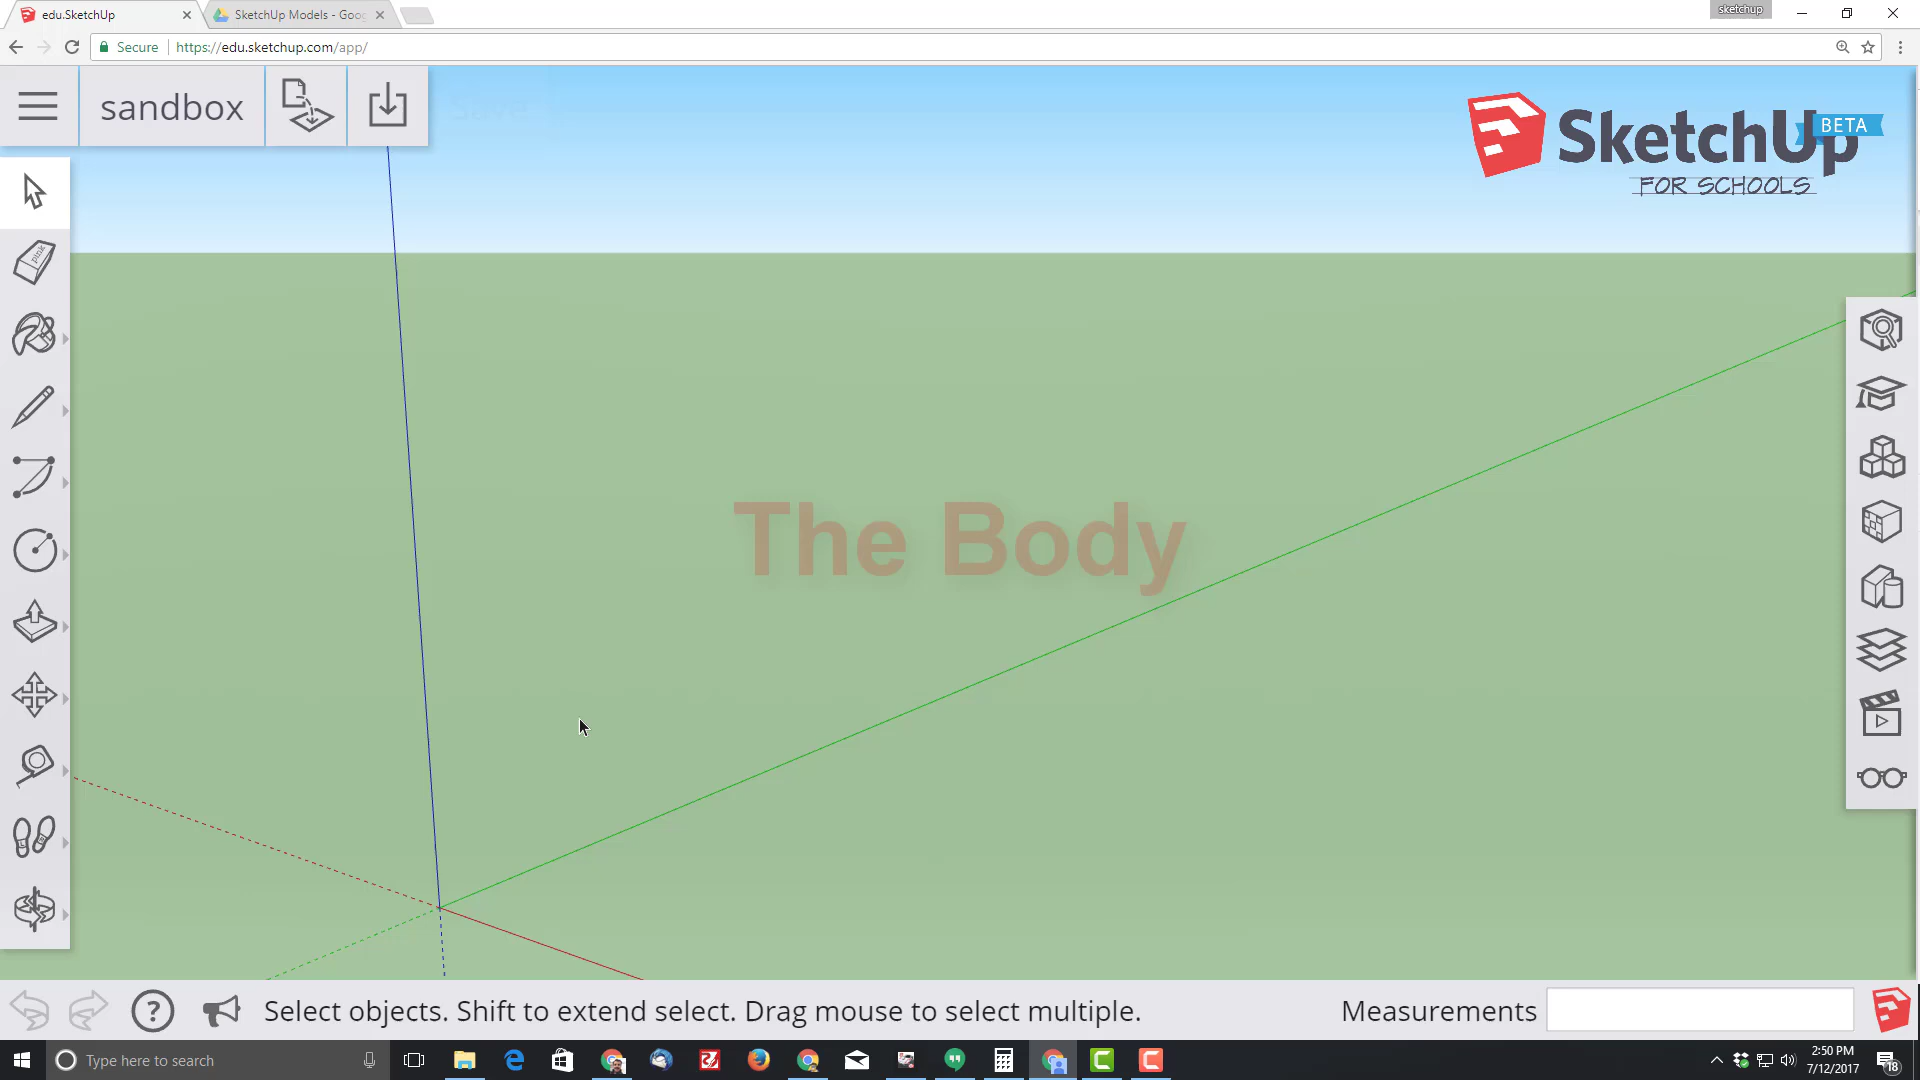 edu.SketchUp
SketchUp Models - Goo
sketchup
Secure
https://edu.sketchup.com/app/
sandbox
SketchUp
BETA
FOR SCHOOLS
pink
The Body
Select objects. Shift to extend select. Drag mouse to select multiple.
Measurements
Type here to search
2:50 PM
7/12/2017
18